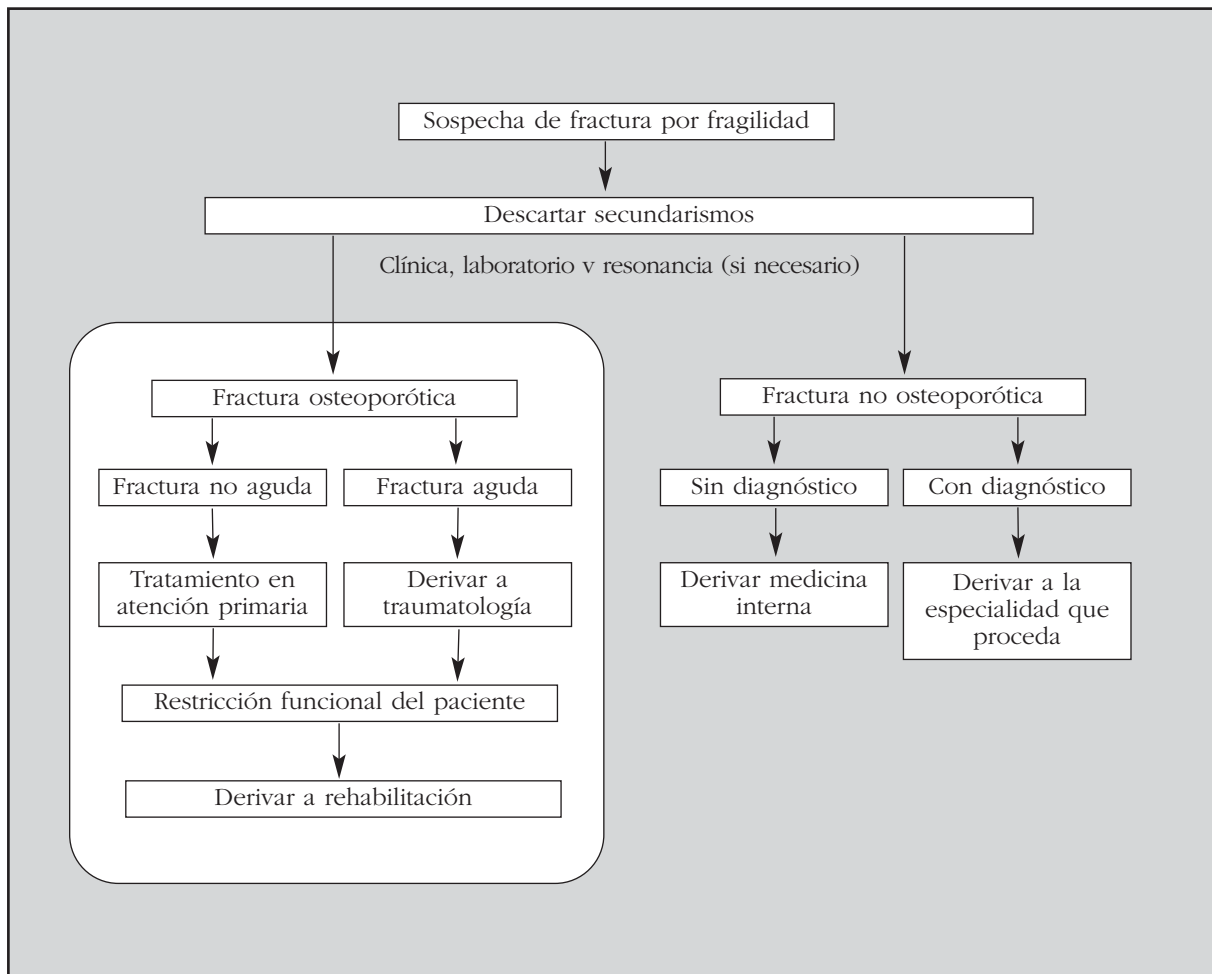 Sospecha de fractura por fragilidad
Descartar secundarismos
Clínica, laboratorio v resonancia (si necesario)
Fractura osteoporótica
Fractura no osteoporótica
Fractura no aguda
Fractura aguda
Sin diagnóstico
Con diagnóstico
Tratamiento en
atención primaria
Derivar a
traumatología
Derivar medicina
interna
Derivar a la
especialidad que
proceda
Restricción funcional del paciente
Derivar a rehabilitación